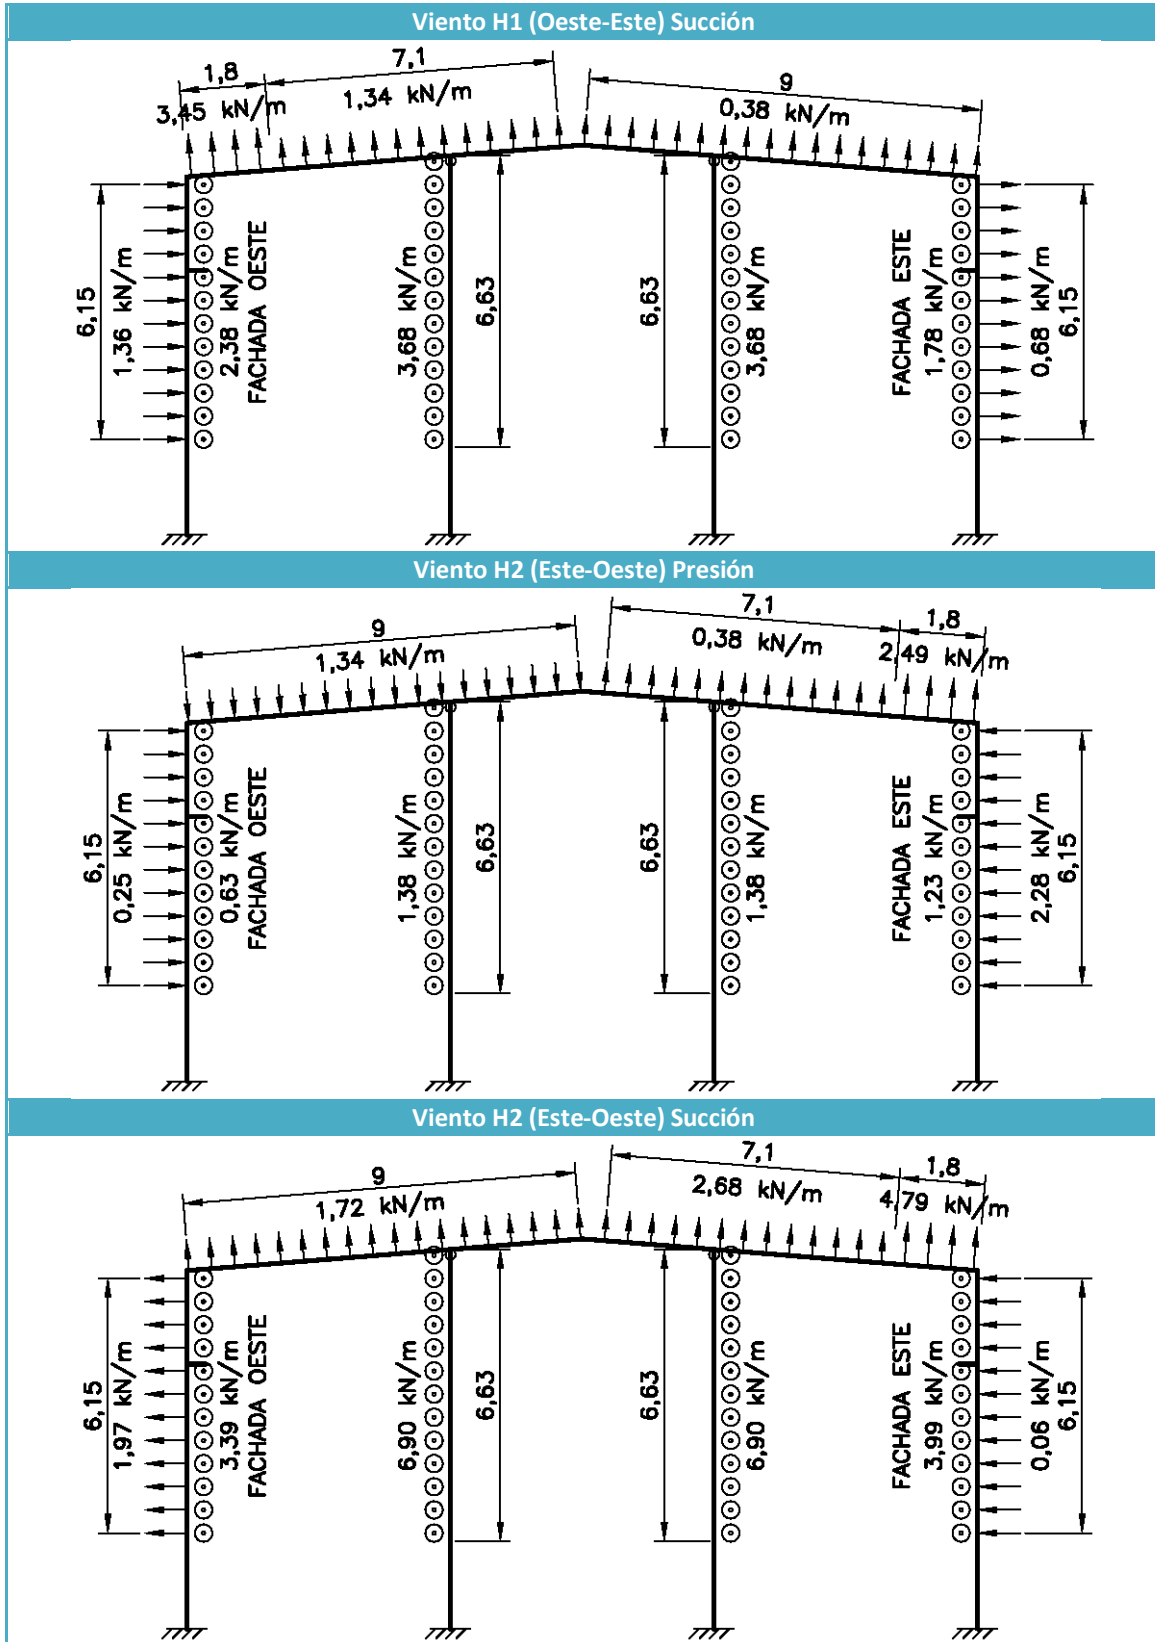 Viento H1 (Oeste-Este) Succión
1,8
7,1
9
3,45 kN/m
1,34 kN/m
0,38 kN/m
6,15
1,36 kN/m
2,38 kN/m
FACHADA OESTE
3,68 kN/m
6,63
6,63
3,68 kN/m
FACHADA ESTE
1,78 kN/m
0,68 kN/m
6,15
Viento H2 (Este-Oeste) Presión
9
7,1
1,8
1,34 kN/m
0,38 kN/m
2,49 kN/m
6,15
0,25 kN/m
0,63 kN/m
FACHADA OESTE
1,38 kN/m
6,63
6,63
1,38 kN/m
FACHADA ESTE
1,23 kN/m
2,28 kN/m
6,15
Viento H2 (Este-Oeste) Succión
9
7,1
1,8
1,72 kN/m
2,68 kN/m
4,79 kN/m
6,15
1,97 kN/m
3,39 kN/m
FACHADA OESTE
6,90 kN/m
6,63
6,63
6,90 kN/m
FACHADA ESTE
3,99 kN/m
0,06 kN/m
6,15